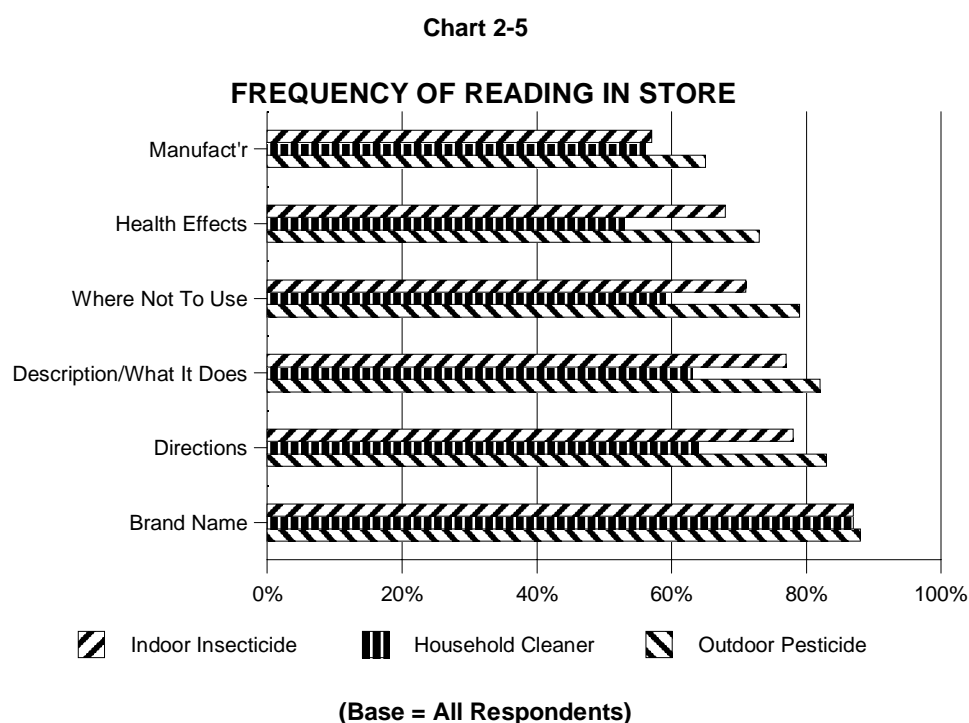 Chart 2-5
FREQUENCY OF READING IN STORE
Manufact'r
Health Effects
Where Not To Use
Description/What It Does
Directions
Brand Name
0% 20% 40% 60% 80% 100%
Indoor Insecticide Household Cleaner Outdoor Pesticide
(Base = All Respondents)